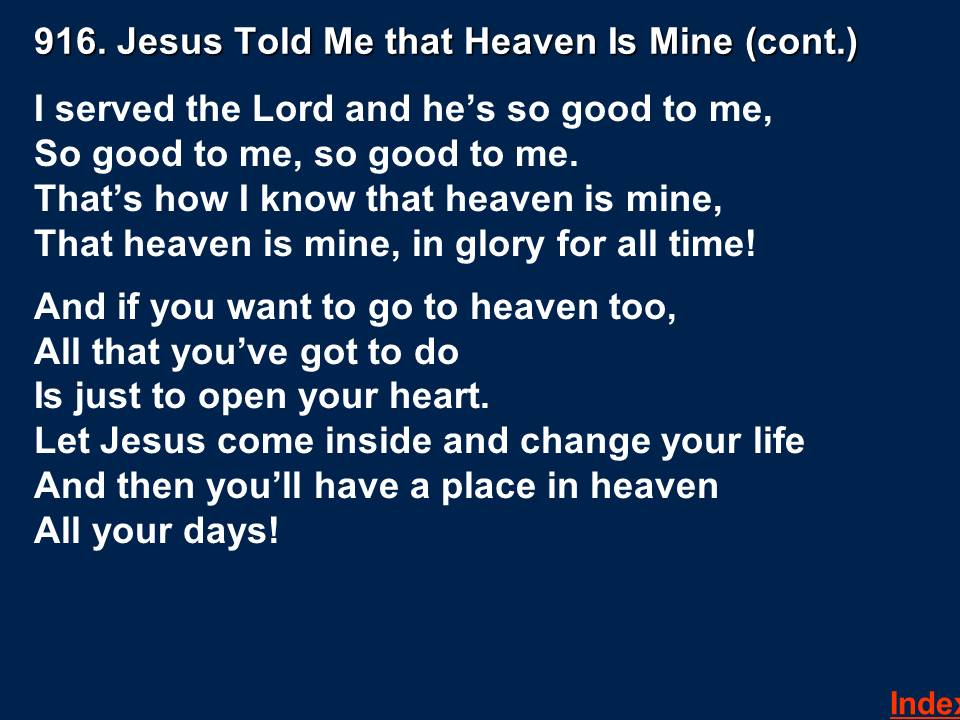 916. Jesus Told Me that Heaven Is Mine (cont.)
I served the Lord and he’s so good to me,
So good to me, so good to me.
That’s how I know that heaven is mine,
That heaven is mine, in glory for all time!
And if you want to go to heaven too,
All that you’ve got to do
Is just to open your heart.
Let Jesus come inside and change your life
And then you’ll have a place in heaven
All your days!
Index